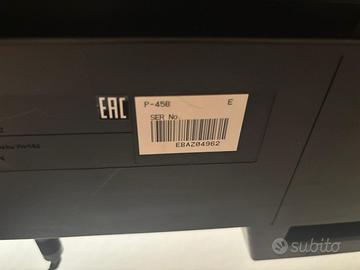 EAC
P-45B E
SER No.
EBAZ04962
subito